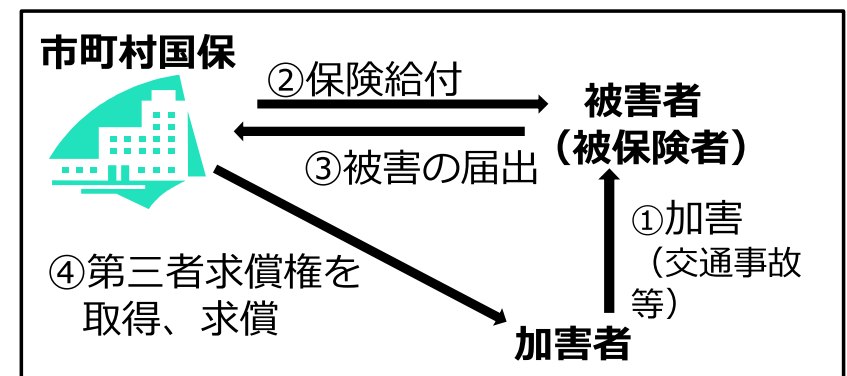 市町村国保
②保険給付
被害者
（被保険者）
③被害の届出
①加害
（交通事故
等）
④第三者求償権を
取得、求償
加害者